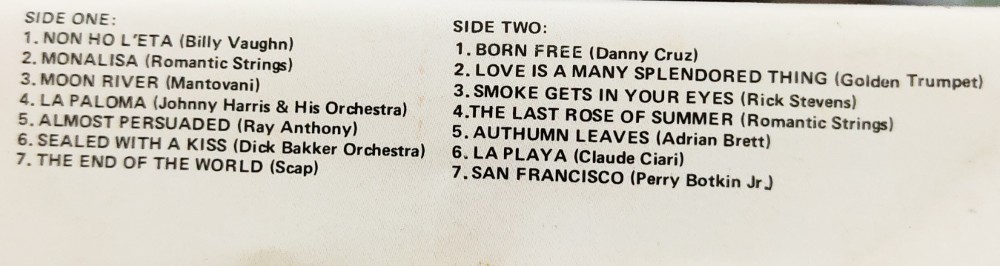 SIDE ONE:
1. NON HO L'ETA (Billy Vaughn)
2. MONALISA (Romantic Strings)
3. MOON RIVER (Mantovani)
4. LA PALOMA (Johnny Harris & His Orchestra)
5. ALMOST PERSUADED (Ray Anthony)
6. SEALED WITH A KISS (Dick Bakker Orchestra)
7. THE END OF THE WORLD (Scap)
SIDE TWO:
1. BORN FREE (Danny Cruz)
2. LOVE IS A MANY SPLENDORED THING (Golden Trumpet)
3. SMOKE GETS IN YOUR EYES (Rick Stevens)
4.THE LAST ROSE OF SUMMER (Romantic Strings)
5. AUTHUMN LEAVES (Adrian Brett)
6. LA PLAYA (Claude Ciari)
7. SAN FRANCISCO (Perry Botkin Jr.)